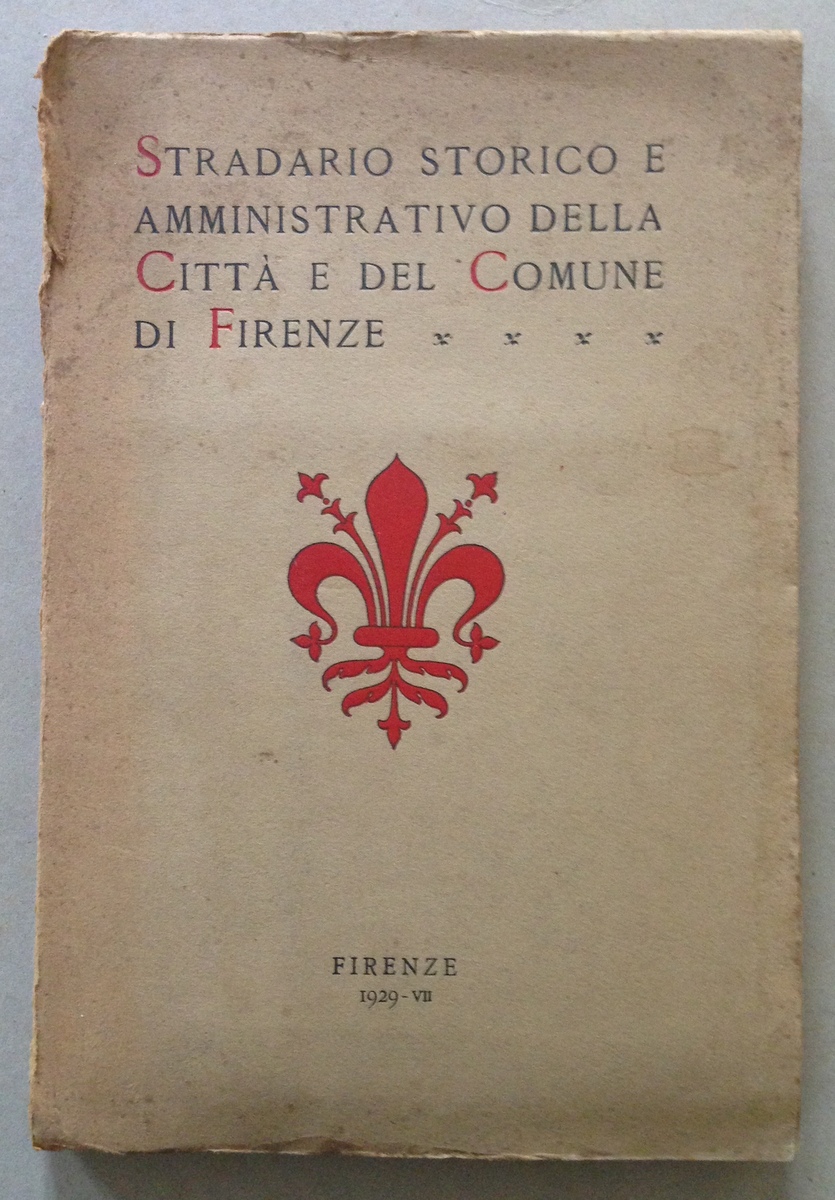 STRADARIO STORICO E
AMMINISTRATIVO DELLA
CITTÀ E DEL COMUNE
DI FIRENZE
FIRENZE
1929-VII